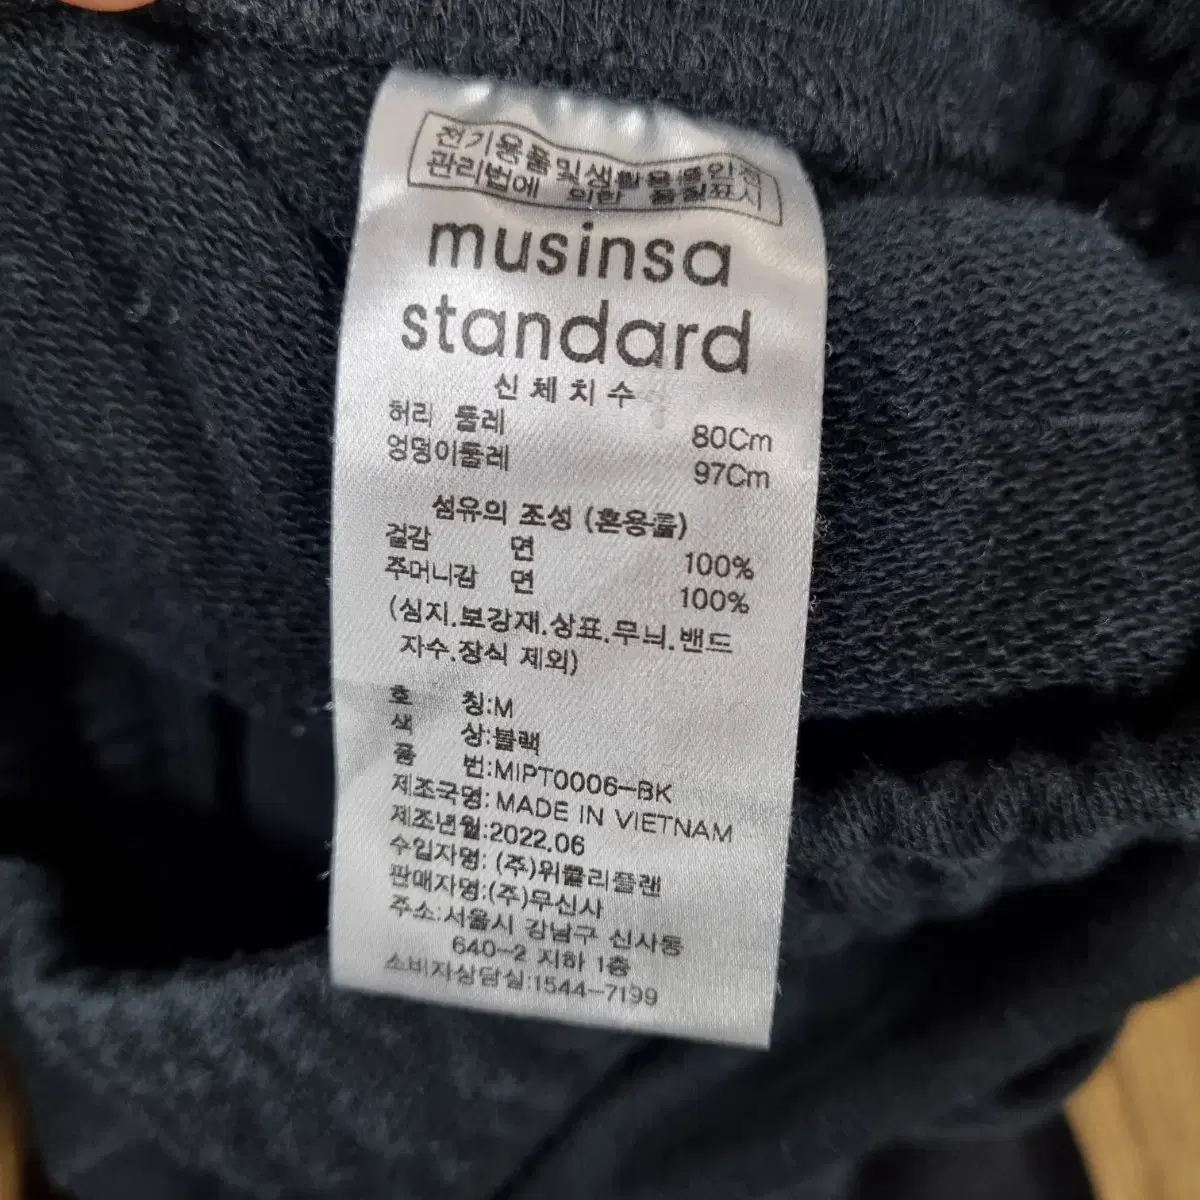 전기용품및생활용품안전
관리법에 의한 품질표시
musinsa
standard
신체치수
허리 둘레 80Cm
엉덩이둘레 97Cm
섬유의 조성 (혼용률)
겉감 면 100%
주머니감 면 100%
(심지.보강재.상표.무늬.밴드
자수.장식 제외)
호 칭:M
색 상:블랙
품 번:MIPT0006-BK
제조국명: MADE IN VIETNAM
제조년월:2022.06
수입자명: (주)위클리플랜
판매자명:(주)무신사
주소:서울시 강남구 신사동
640-2 지하 1층
소비자상담실:1544-7199